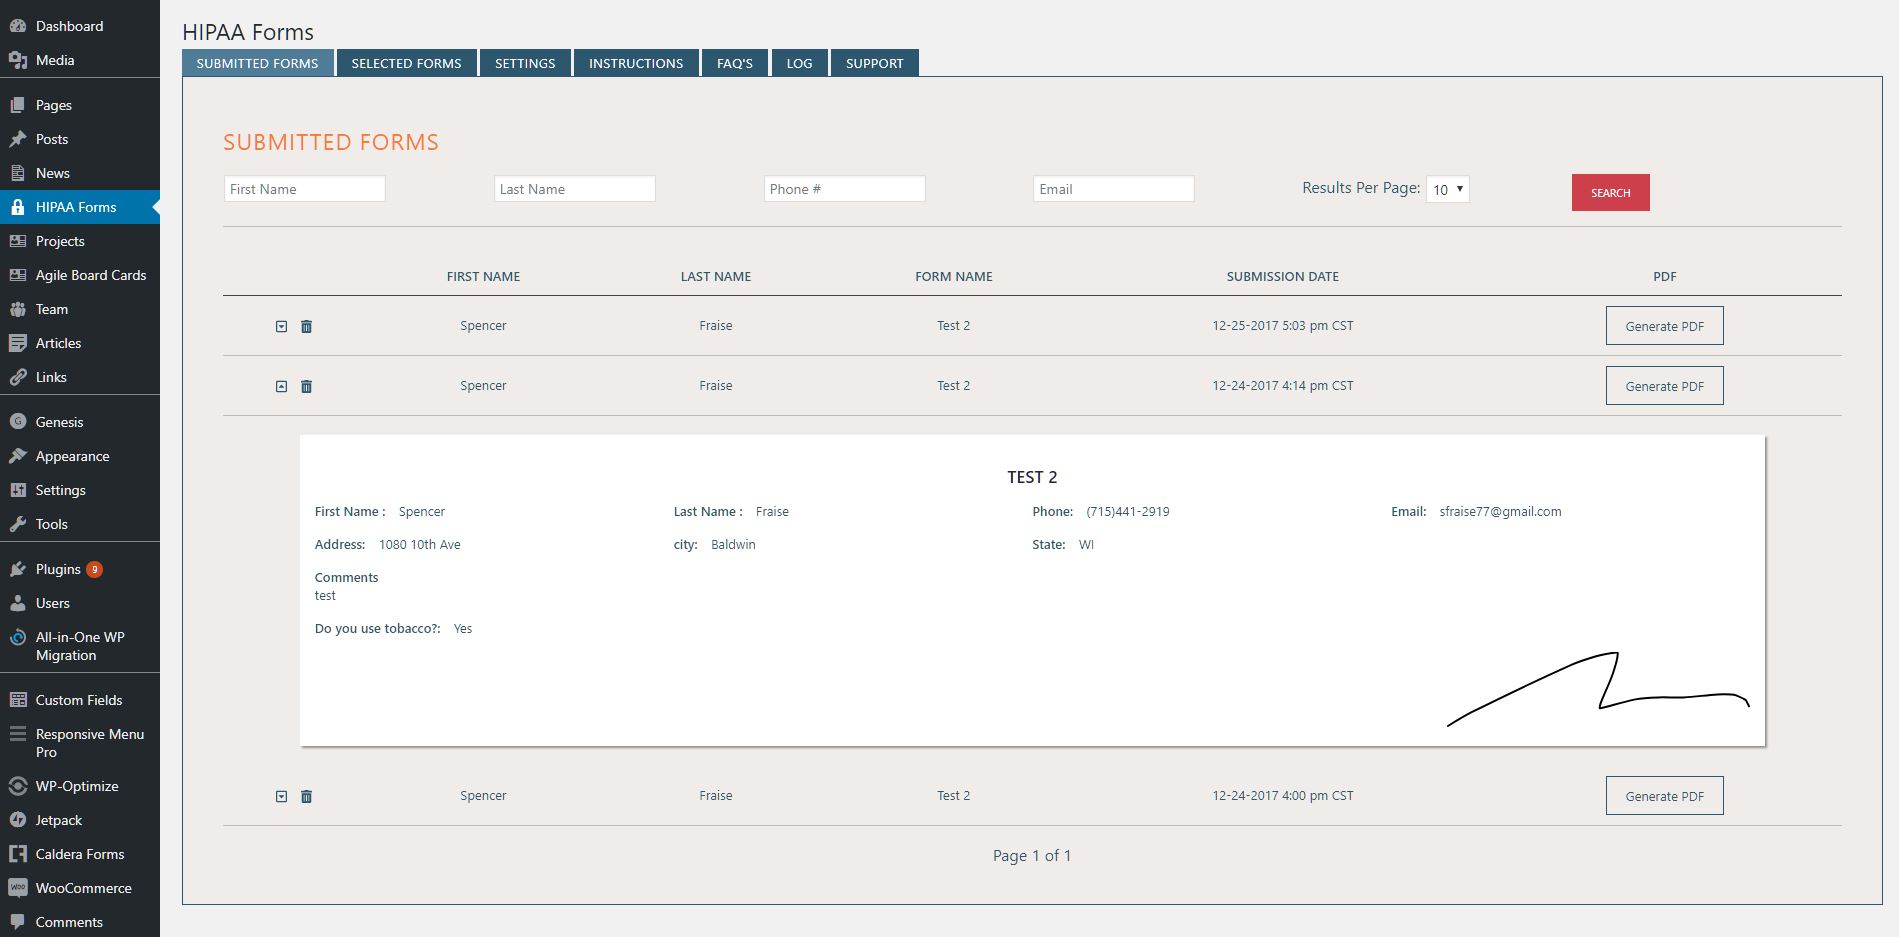 Dashboard
Media
Pages
Posts
News
HIPAA Forms
Projects
Agile Board Cards
Team
Articles
Links
G Genesis
Appearance
Settings
Tools
Plugins 9
Users
All-in-One WP
Migration
Custom Fields
Responsive Menu
Pro
WP-Optimize
Jetpack
Caldera Forms
Woo WooCommerce
Comments
HIPAA Forms
SUBMITTED FORMS SELECTED FORMS SETTINGS INSTRUCTIONS FAQ'S LOG SUPPORT
SUBMITTED FORMS
First Name Last Name Phone # Email Results Per Page: 10 SEARCH
FIRST NAME LAST NAME FORM NAME SUBMISSION DATE PDF
Spencer Fraise Test 2 12-25-2017 5:03 pm CST Generate PDF
Spencer Fraise Test 2 12-24-2017 4:14 pm CST Generate PDF
TEST 2
First Name : Spencer Last Name : Fraise Phone: (715)441-2919 Email: sfraise77@gmail.com
Address: 1080 10th Ave city: Baldwin State: WI
Comments
test
Do you use tobacco?: Yes
Spencer Fraise Test 2 12-24-2017 4:00 pm CST Generate PDF
Page 1 of 1